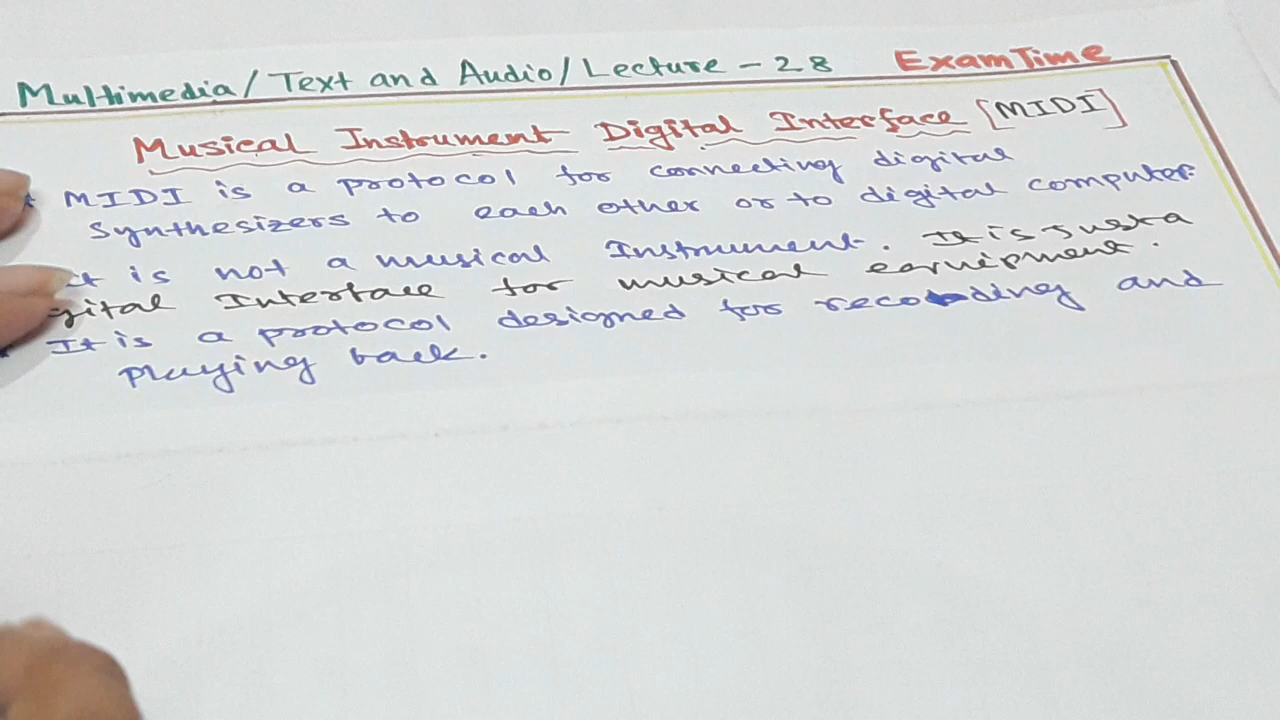 Multimedia/Text and Audio/Lecture - 28 ExamTime
Musical Instrument Digital Interface [MIDI]
* MIDI is a protocol for connecting digital
synthesizers to each other or to digital computer.
It is not a musical Instrument. It is Just a
gital Interface for musical equipment.
* It is a protocol designed for recording and
Playing back.